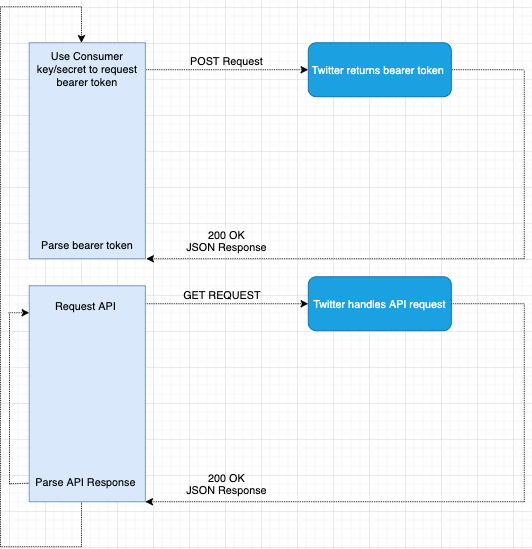 Use Consumer
key/secret to request
bearer token
POST Request
Twitter returns bearer token
200 OK
JSON Response
Parse bearer token
Request API
GET REQUEST
Twitter handles API request
200 OK
JSON Response
Parse API Response